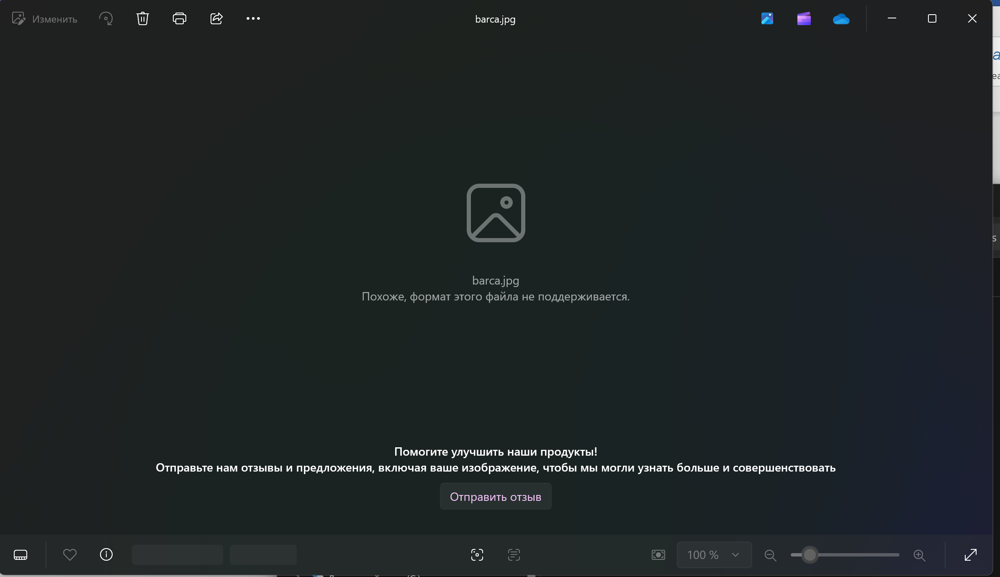 Изменить
barca.jpg
barca.jpg
Похоже, формат этого файла не поддерживается.
Помогите улучшить наши продукты!
Отправьте нам отзывы и предложения, включая ваше изображение, чтобы мы могли узнать больше и совершенствовать
Отправить отзыв
100 %